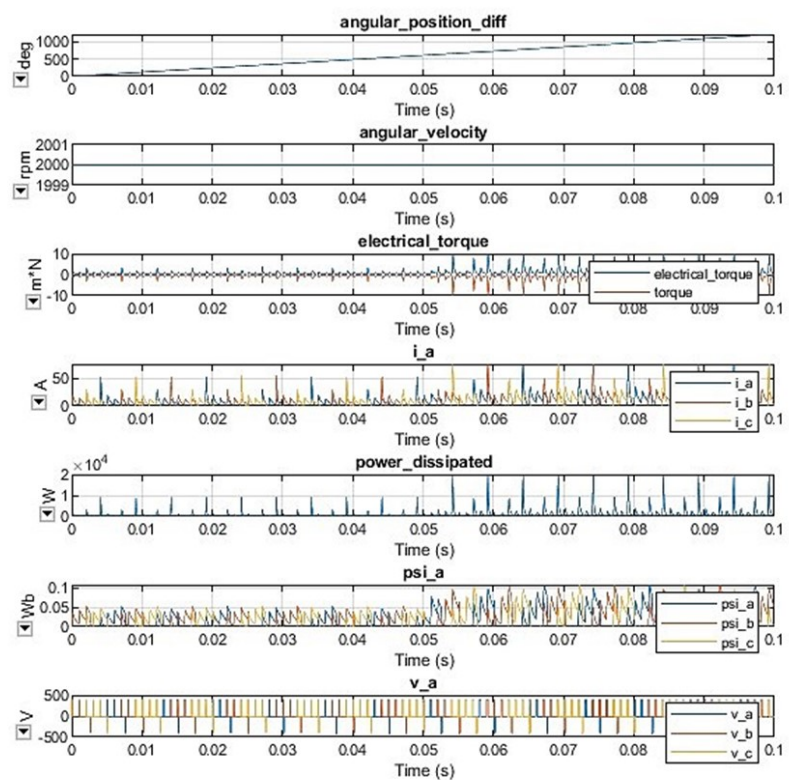 angular_position_diff
1000
500
0
deg
0 0.01 0.02 0.03 0.04 0.05 0.06 0.07 0.08 0.09 0.1
Time (s)
angular_velocity
2001
2000
1999
rpm
0 0.01 0.02 0.03 0.04 0.05 0.06 0.07 0.08 0.09 0.1
Time (s)
electrical_torque
10
0
-10
m*N
electrical_torque
torque
0 0.01 0.02 0.03 0.04 0.05 0.06 0.07 0.08 0.09 0.1
Time (s)
i_a
50
0
A
i_a
i_b
i_c
0 0.01 0.02 0.03 0.04 0.05 0.06 0.07 0.08 0.09 0.1
Time (s)
power_dissipated
×10⁴
2
1
0
W
0 0.01 0.02 0.03 0.04 0.05 0.06 0.07 0.08 0.09 0.1
Time (s)
psi_a
0.1
0.05
0
Wb
psi_a
psi_b
psi_c
0 0.01 0.02 0.03 0.04 0.05 0.06 0.07 0.08 0.09 0.1
Time (s)
v_a
500
0
-500
V
v_a
v_b
v_c
0 0.01 0.02 0.03 0.04 0.05 0.06 0.07 0.08 0.09 0.1
Time (s)